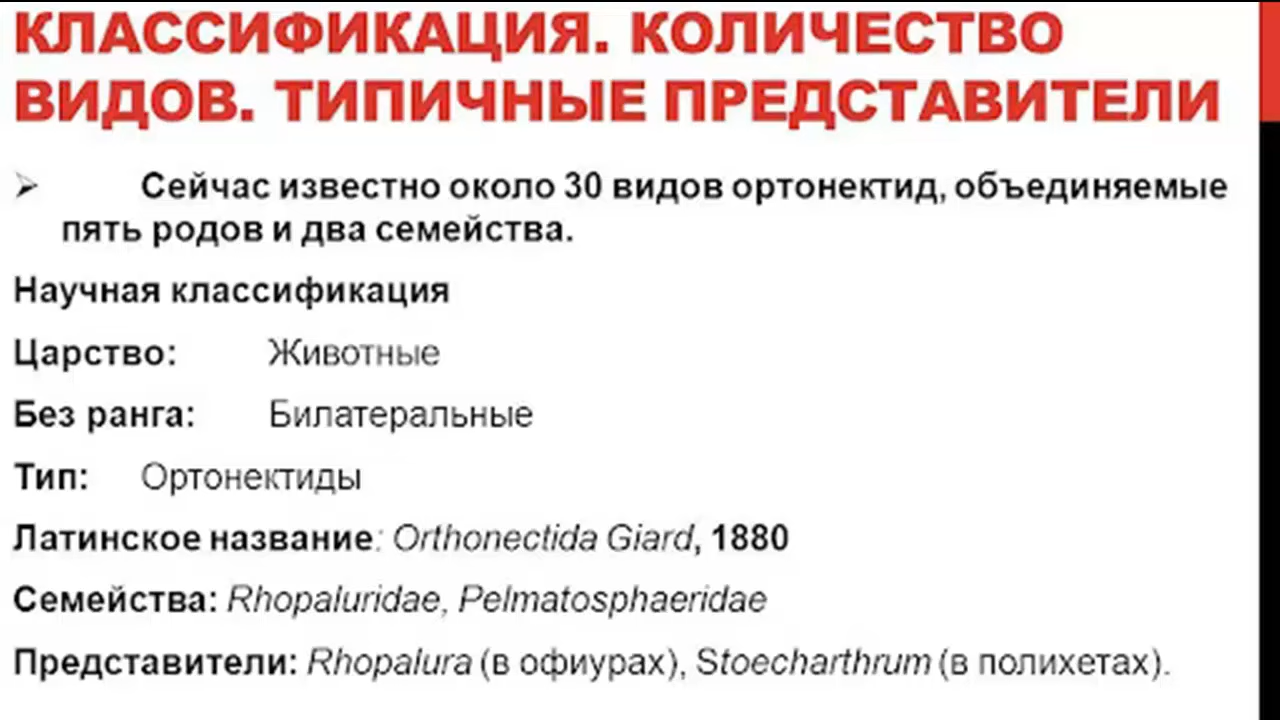 КЛАССИФИКАЦИЯ. КОЛИЧЕСТВО
ВИДОВ. ТИПИЧНЫЕ ПРЕДСТАВИТЕЛИ
➢ Сейчас известно около 30 видов ортонектид, объединяемые
пять родов и два семейства.
Научная классификация
Царство: Животные
Без ранга: Билатеральные
Тип: Ортонектиды
Латинское название: Orthonectida Giard, 1880
Семейства: Rhopaluridae, Pelmatosphaeridae
Представители: Rhopalura (в офиурах), Stoecharthrum (в полихетах).